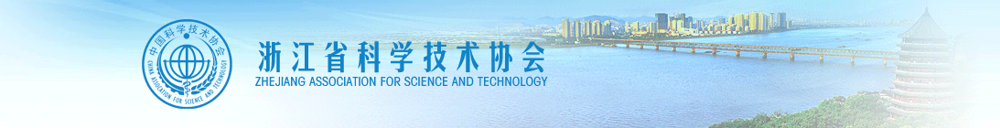 中国科学技术协会
CHINA ASSOCIATION FOR SCIENCE AND TECHNOLOGY
浙江省科学技术协会
ZHEJIANG ASSOCIATION FOR SCIENCE AND TECHNOLOGY